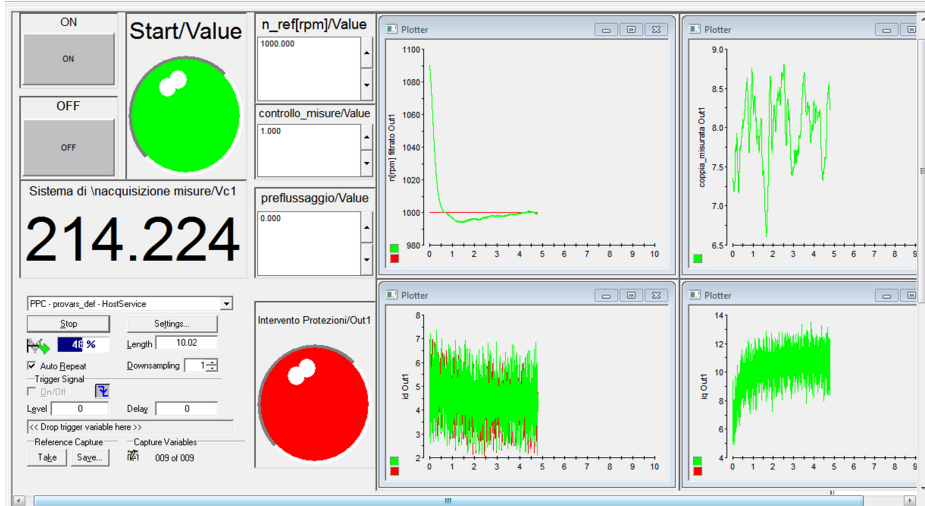 ON
ON
OFF
OFF
Start/Value
n_ref[rpm]/Value
1000.000
controllo_misure/Value
1.000
preflussaggio/Value
0.000
Sistema di \nacquisizione misure/Vc1
214.224
PPC - provars_def - HostService
Stop
Settings...
48 %
Length 10.02
Auto Repeat
Downsampling 1
Trigger Signal
On/Off
Level 0
Delay 0
<< Drop trigger variable here >>
Reference Capture
Capture Variables
Take
Save...
009 of 009
Intervento Protezioni/Out1
Plotter
n[rpm] filtrato Out1
1100
1080
1060
1040
1020
1000
980
0 1 2 3 4 5 6 7 8 9 10
Plotter
coppia_misurata Out1
9.0
8.5
8.0
7.5
7.0
6.5
0 1 2 3 4 5 6 7 8 9
Plotter
id Out1
8
7
6
5
4
3
2
0 1 2 3 4 5 6 7 8 9 10
Plotter
iq Out1
14
12
10
8
6
4
0 1 2 3 4 5 6 7 8 9